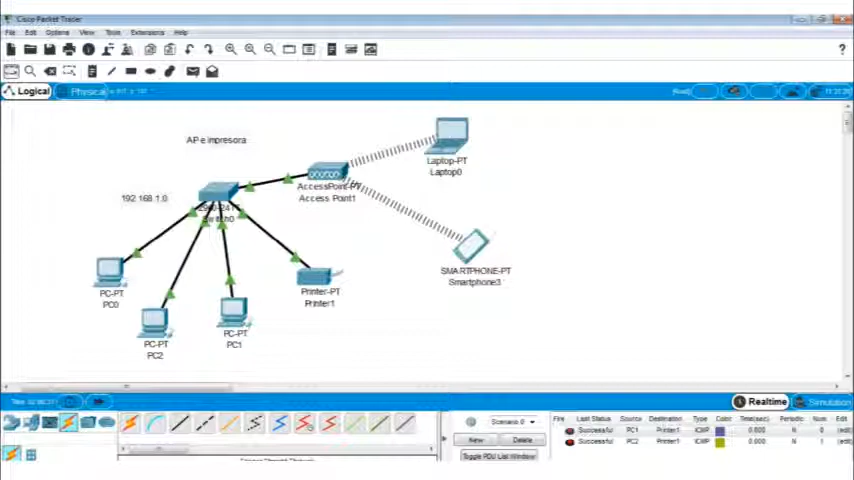 Cisco Packet Tracer
File Edit Options View Tools Extensions Help
?
Logical Physical
[Root]
AP e impresora
Laptop-PT
Laptop0
AccessPoint-PT
Access Point1
192.168.1.0
2960-24TT
Switch0
SMARTPHONE-PT
Smartphone3
PC-PT
PC0
Printer-PT
Printer1
PC-PT
PC1
PC-PT
PC2
Realtime Simulation
Scenario 0
New Delete
Toggle PDU List Window
Fire Last Status Source Destination Type Color Time(sec) Periodic Num Edit
Successful PC1 Printer1 ICMP 0.000 N 0 (edit)
Successful PC2 Printer1 ICMP 0.000 N 1 (edit)